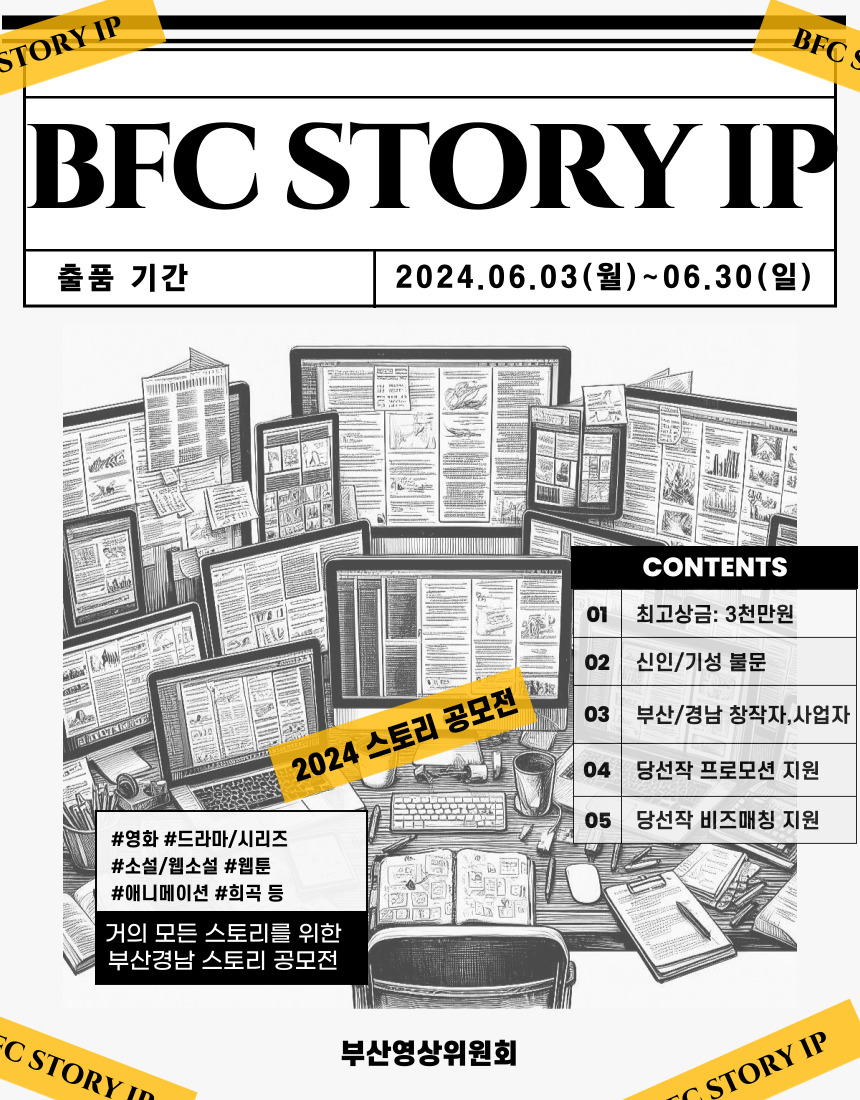 STORY IP
BFC S
BFC STORY IP
출품 기간
2024.06.03(월)~06.30(일)
CONTENTS
01 최고상금: 3천만원
02 신인/기성 불문
03 부산/경남 창작자,사업자
04 당선작 프로모션 지원
05 당선작 비즈매칭 지원
2024 스토리 공모전
#영화 #드라마/시리즈
#소설/웹소설 #웹툰
#애니메이션 #희곡 등
거의 모든 스토리를 위한
부산경남 스토리 공모전
부산영상위원회
FC STORY IP
FC STORY IP